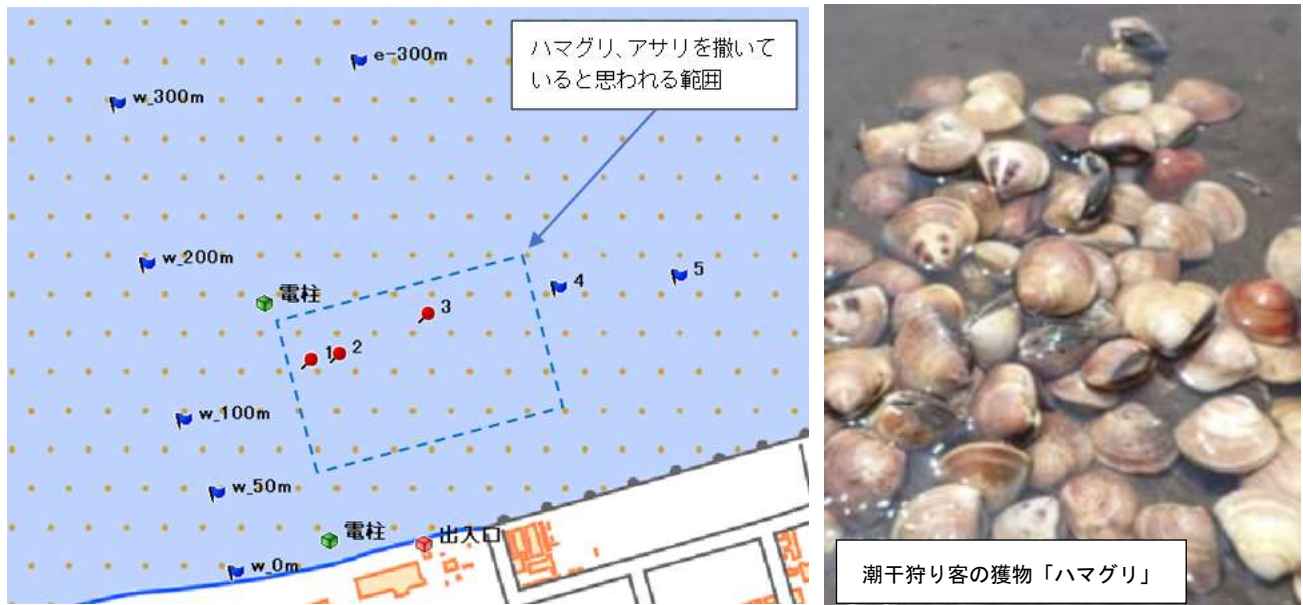 e-300m
ハマグリ、アサリを撒いて
いると思われる範囲
w_300m
w_200m
電柱
4
5
3
1
2
w_100m
w_50m
電柱
出入口
w_0m
潮干狩り客の獲物「ハマグリ」